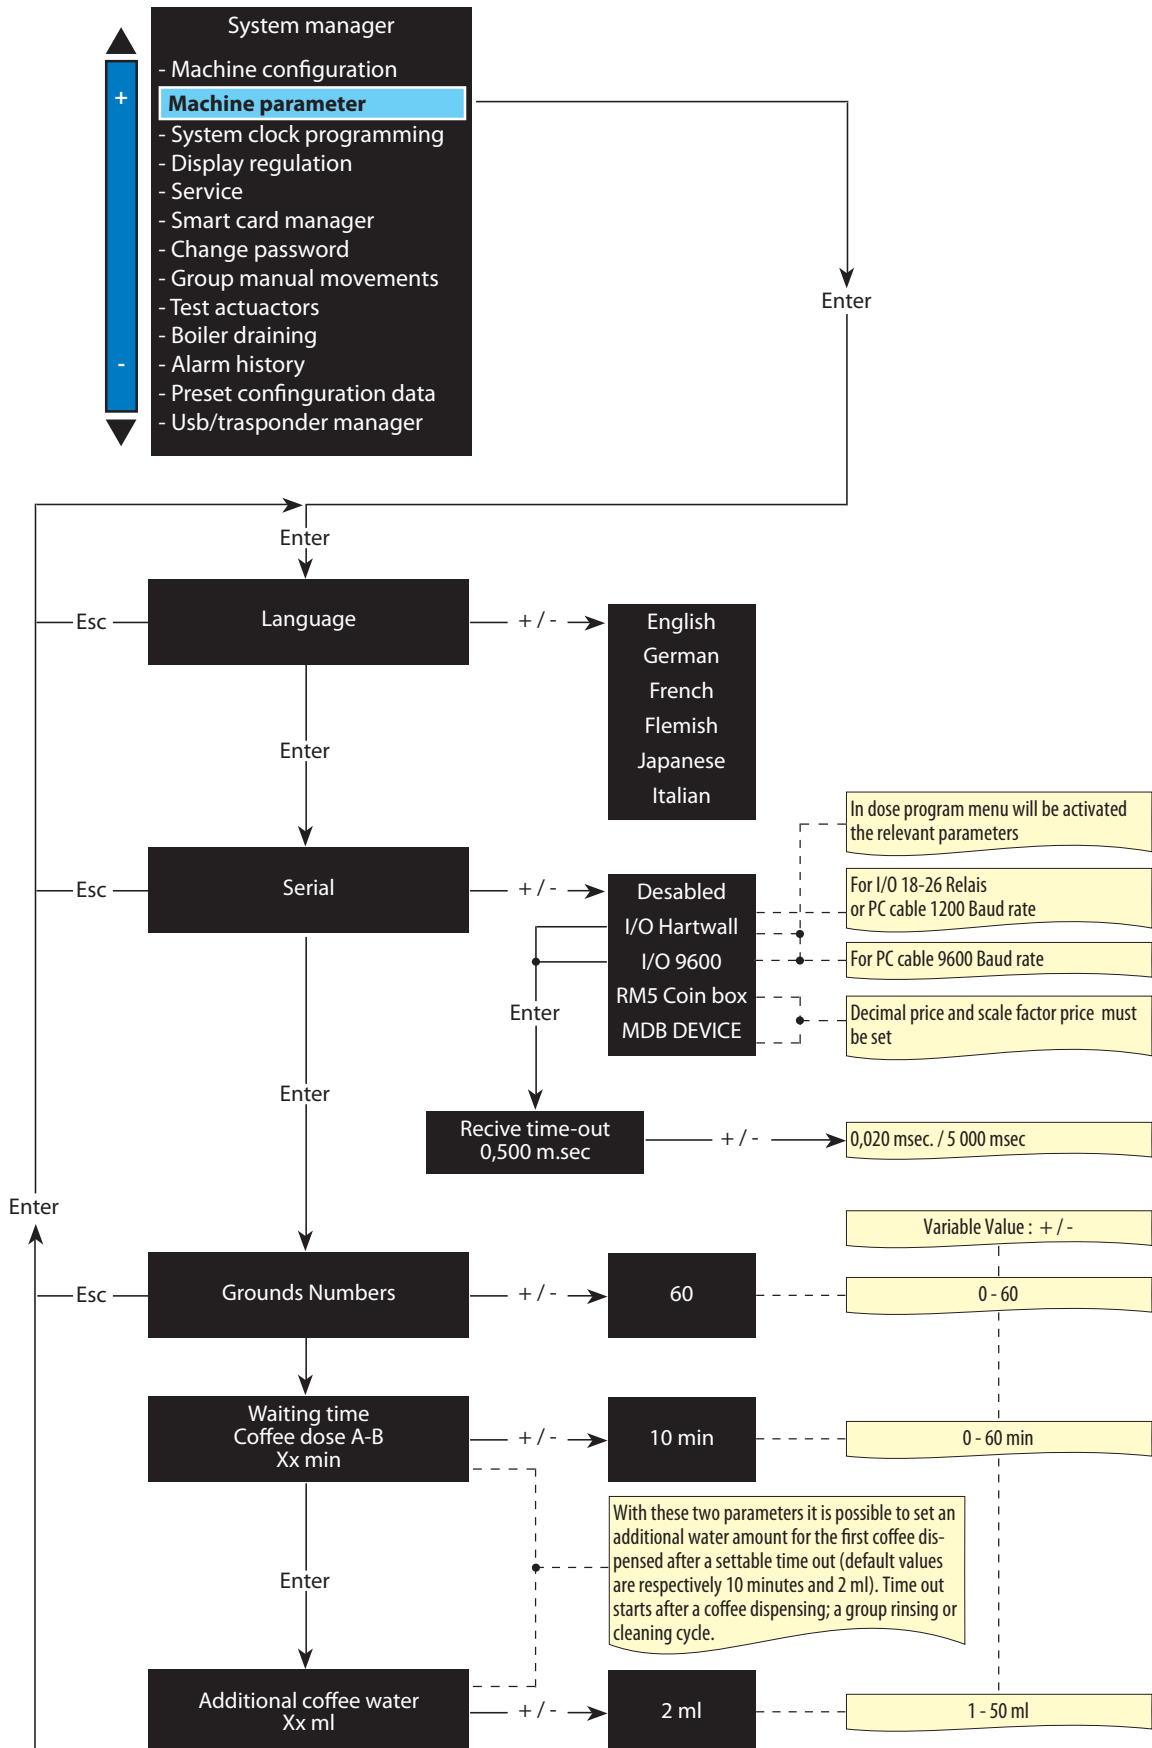 System manager
+
-
- Machine configuration
Machine parameter
- System clock programming
- Display regulation
- Service
- Smart card manager
- Change password
- Group manual movements
- Test actuactors
- Boiler draining
- Alarm history
- Preset confinguration data
- Usb/trasponder manager
Enter
Enter
Esc
Language
+ / -
English
German
French
Flemish
Japanese
Italian
Enter
Esc
Serial
+ / -
Desabled
I/O Hartwall
I/O 9600
RM5 Coin box
MDB DEVICE
In dose program menu will be activated
the relevant parameters
For I/O 18-26 Relais
or PC cable 1200 Baud rate
For PC cable 9600 Baud rate
Decimal price and scale factor price must
be set
Enter
Enter
Recive time-out
0,500 m.sec
+ / -
0,020 msec. / 5 000 msec
Enter
Variable Value : + / -
Esc
Grounds Numbers
+ / -
60
0 - 60
Waiting time
Coffee dose A-B
Xx min
+ / -
10 min
0 - 60 min
With these two parameters it is possible to set an
additional water amount for the first coffee dis-
pensed after a settable time out (default values
are respectively 10 minutes and 2 ml). Time out
starts after a coffee dispensing; a group rinsing or
cleaning cycle.
Enter
Additional coffee water
Xx ml
+ / -
2 ml
1 - 50 ml